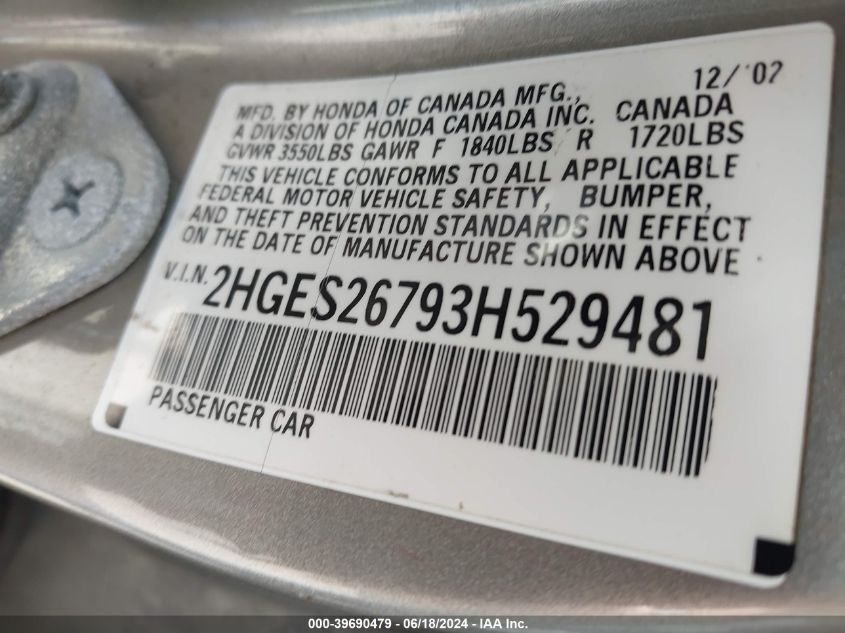 12/'02
MFD. BY HONDA OF CANADA MFG.,
A DIVISION OF HONDA CANADA INC. CANADA
GVWR 3550LBS GAWR F 1840LBS R 1720LBS
THIS VEHICLE CONFORMS TO ALL APPLICABLE
FEDERAL MOTOR VEHICLE SAFETY, BUMPER,
AND THEFT PREVENTION STANDARDS IN EFFECT
ON THE DATE OF MANUFACTURE SHOWN ABOVE
V.I.N. 2HGES26793H529481
PASSENGER CAR
000-39690479 - 06/18/2024 - IAA Inc.